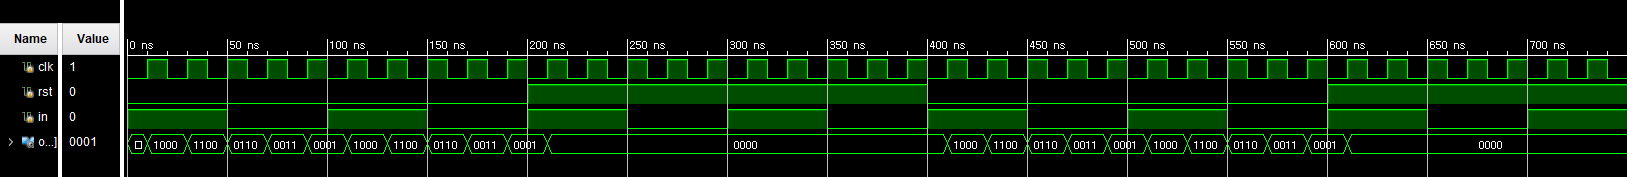 Name Value
0 ns 50 ns 100 ns 150 ns 200 ns 250 ns 300 ns 350 ns 400 ns 450 ns 500 ns 550 ns 600 ns 650 ns 700 ns
clk 1
rst 0
in 0
o...] 0001 1000 1100 0110 0011 0001 1000 1100 0110 0011 0001 0000 1000 1100 0110 0011 0001 1000 1100 0110 0011 0001 0000